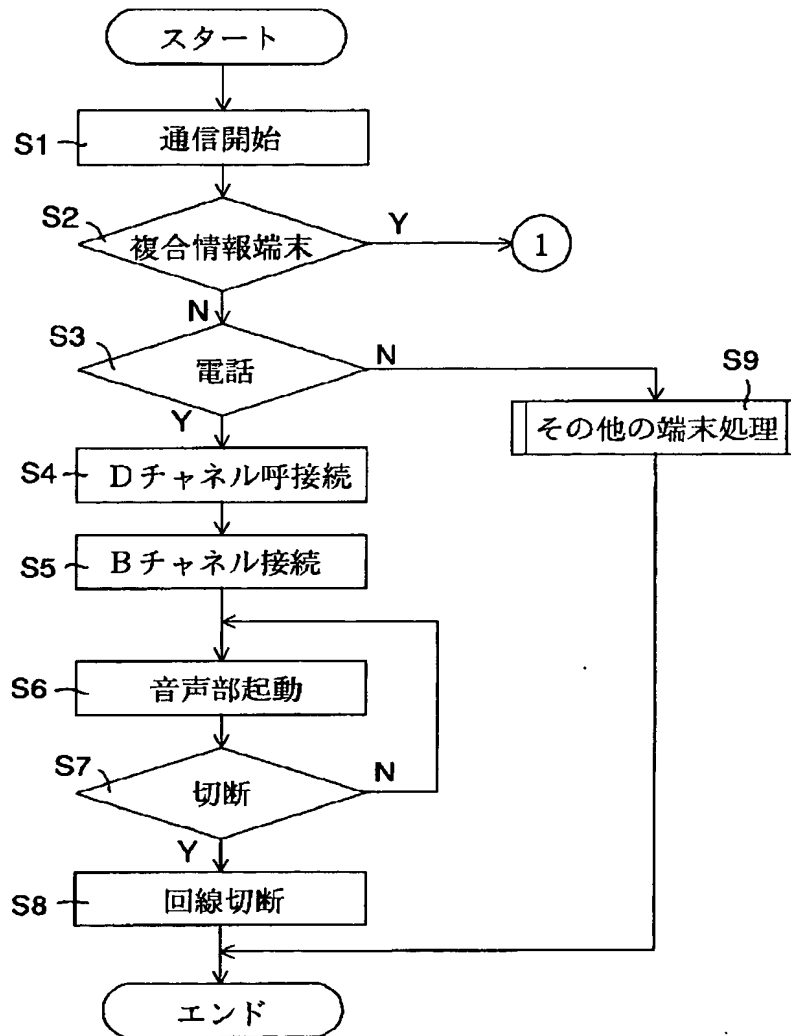 スタート
S1
通信開始
S2
複合情報端末
Y
1
N
S3
電話
N
S9
その他の端末処理
Y
S4
Dチャネル呼接続
S5
Bチャネル接続
S6
音声部起動
S7
切断
N
Y
S8
回線切断
エンド